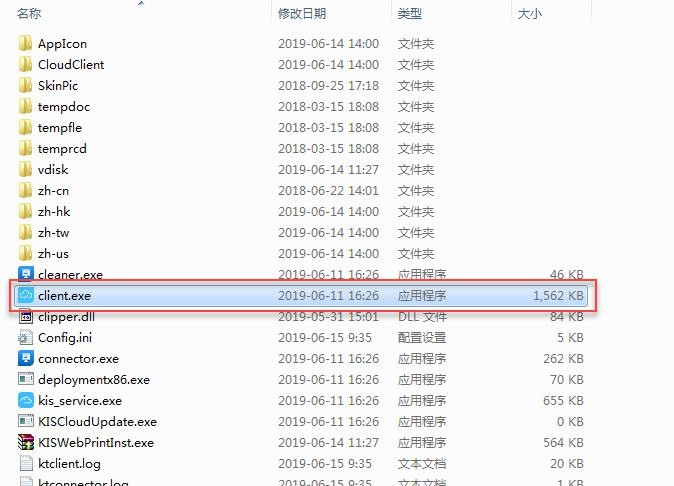 名称 修改日期 类型 大小
AppIcon 2019-06-14 14:00 文件夹
CloudClient 2019-06-14 14:00 文件夹
SkinPic 2018-09-25 17:18 文件夹
tempdoc 2018-03-15 18:08 文件夹
tempfle 2018-03-15 18:08 文件夹
temprcd 2018-03-15 18:08 文件夹
vdisk 2019-06-14 11:27 文件夹
zh-cn 2018-06-22 14:01 文件夹
zh-hk 2019-06-14 14:00 文件夹
zh-tw 2019-06-14 14:00 文件夹
zh-us 2019-06-14 14:00 文件夹
cleaner.exe 2019-06-11 16:26 应用程序 46 KB
client.exe 2019-06-11 16:26 应用程序 1,562 KB
clipper.dll 2019-05-31 15:01 DLL 文件 84 KB
Config.ini 2019-06-15 9:35 配置设置 5 KB
connector.exe 2019-06-11 16:26 应用程序 262 KB
deploymentx86.exe 2019-06-11 16:26 应用程序 70 KB
kis_service.exe 2019-06-11 16:26 应用程序 655 KB
KISCloudUpdate.exe 2019-06-11 16:26 应用程序 0 KB
KISWebPrintInst.exe 2019-06-14 11:27 应用程序 564 KB
ktclient.log 2019-06-15 9:35 文本文档 20 KB
ktconnector.log 2019-06-15 9:35 文本文档 1 KB